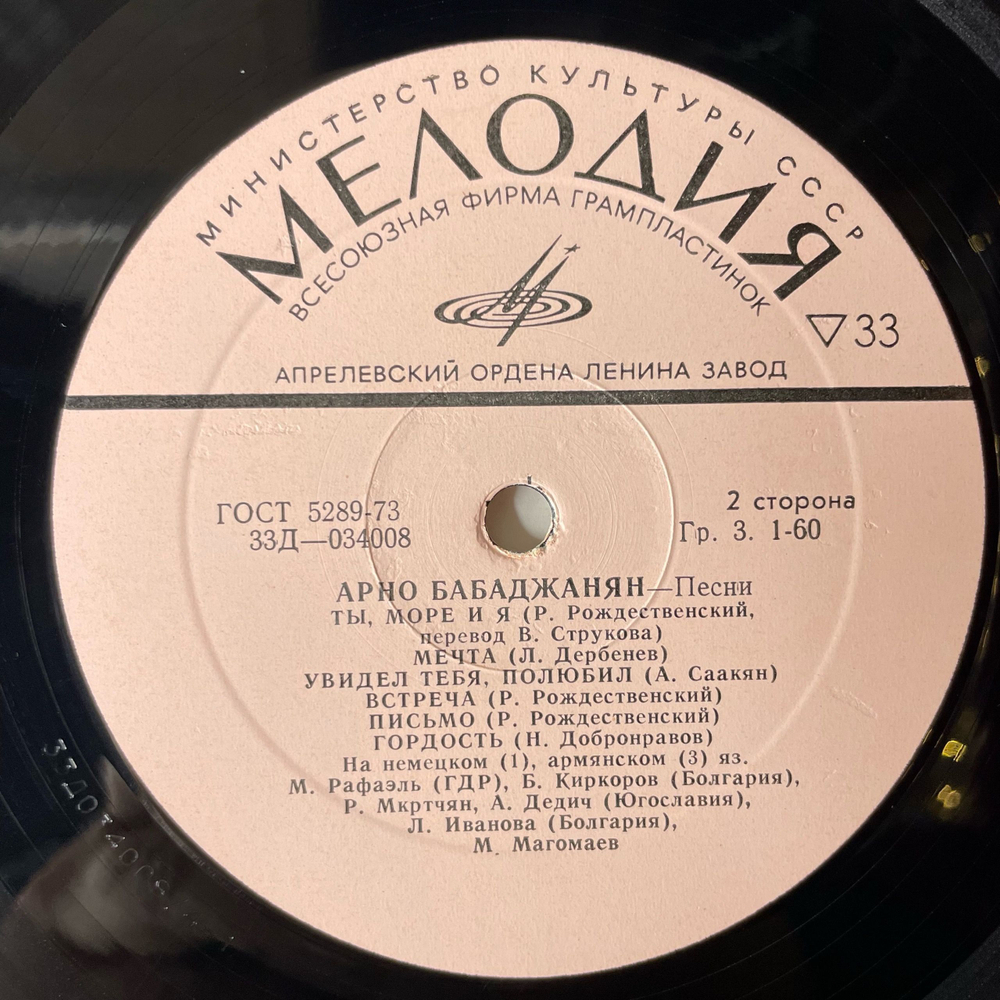 МИНИСТЕРСТВО КУЛЬТУРЫ СССР
МЕЛОДИЯ
ВСЕСОЮЗНАЯ ФИРМА ГРАМПЛАСТИНОК
▽33
АПРЕЛЕВСКИЙ ОРДЕНА ЛЕНИНА ЗАВОД
ГОСТ 5289-73
33Д—034008
2 сторона
Гр. 3. 1-60
АРНО БАБАДЖАНЯН—Песни
ТЫ, МОРЕ И Я (Р. Рождественский,
перевод В. Струкова)
МЕЧТА (Л. Дербенев)
УВИДЕЛ ТЕБЯ, ПОЛЮБИЛ (А. Саакян)
ВСТРЕЧА (Р. Рождественский)
ПИСЬМО (Р. Рождественский)
ГОРДОСТЬ (Н. Добронравов)
На немецком (1), армянском (3) яз.
М. Рафаэль (ГДР), Б. Киркоров (Болгария),
Р. Мкртчян, А. Дедич (Югославия),
Л. Иванова (Болгария),
М. Магомаев
33Д034008